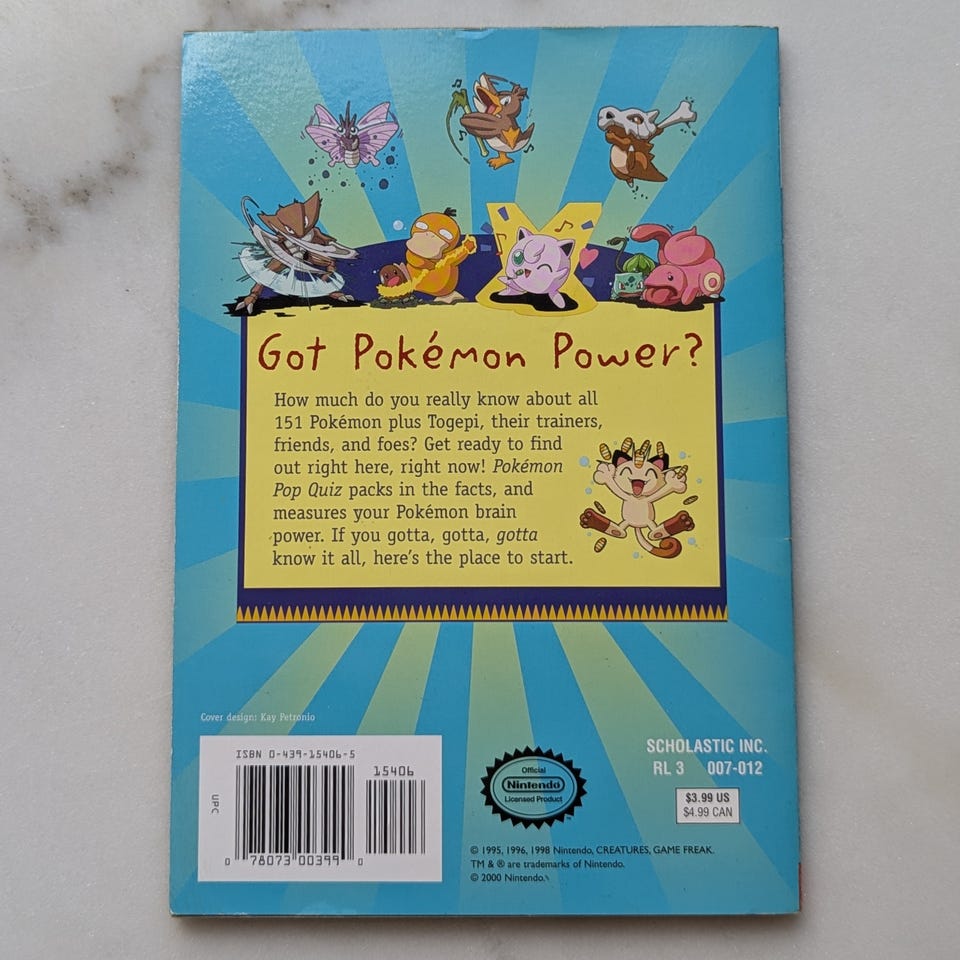 Got Pokémon Power?
How much do you really know about all
151 Pokémon plus Togepi, their trainers,
friends, and foes? Get ready to find
out right here, right now! Pokémon
Pop Quiz packs in the facts, and
measures your Pokémon brain
power. If you gotta, gotta, gotta
know it all, here's the place to start.
Cover design: Kay Petronio
ISBN 0-439-15406-5
15406
UPC
0 78073 00399 0
Official
Nintendo
Licensed Product
SCHOLASTIC INC.
RL 3 007-012
$3.99 US
$4.99 CAN
© 1995, 1996, 1998 Nintendo, CREATURES, GAME FREAK.
TM & ® are trademarks of Nintendo.
© 2000 Nintendo.